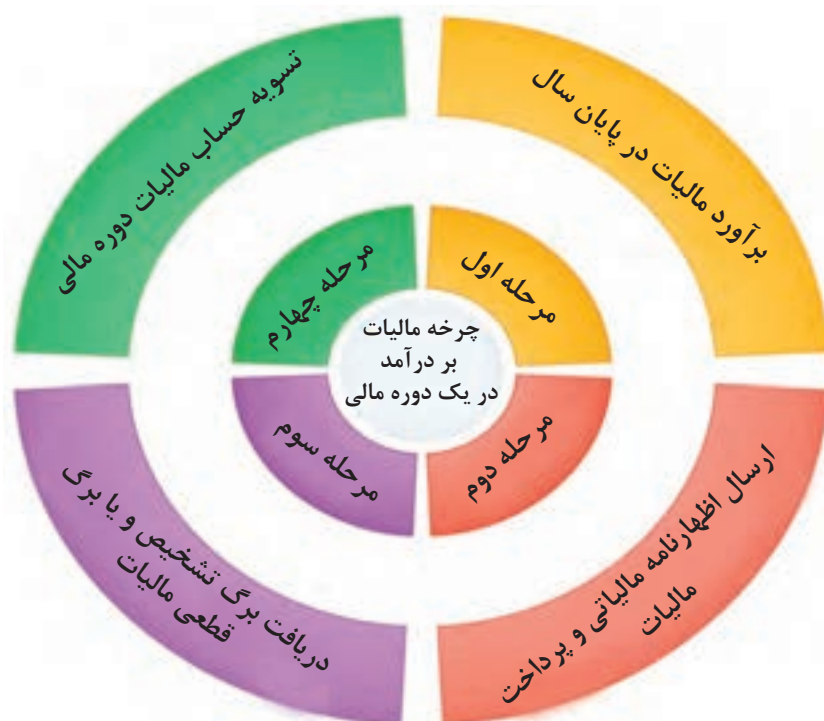 چرخه مالیات
بر درآمد
در یک دوره مالی
مرحله اول
برآورد مالیات در پایان سال
مرحله دوم
ارسال اظهارنامه مالیاتی و پرداخت
مالیات
مرحله سوم
دریافت برگ تشخیص و یا برگ
قطعی مالیات
مرحله چهارم
تسویه حساب مالیات دوره مالی